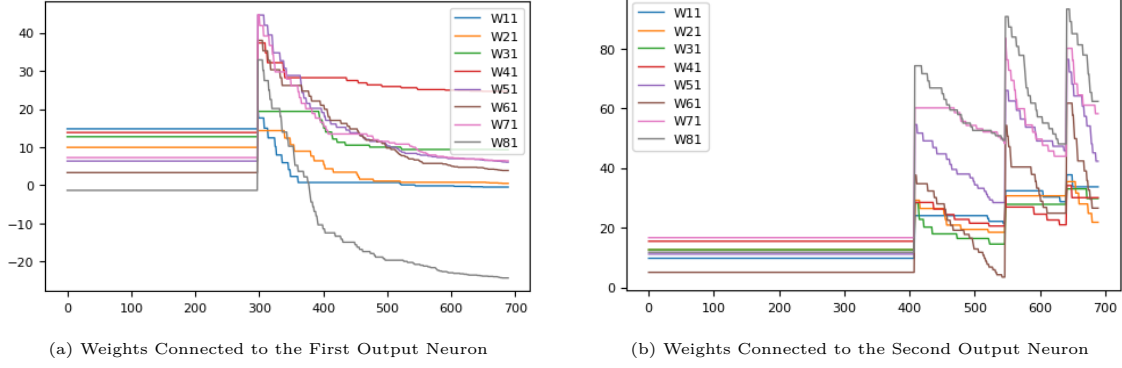 40
30
20
10
0
−10
−20
0
100
200
300
400
500
600
700
W11
W21
W31
W41
W51
W61
W71
W81
(a) Weights Connected to the First Output Neuron
80
60
40
20
0
0
100
200
300
400
500
600
700
W11
W21
W31
W41
W51
W61
W71
W81
(b) Weights Connected to the Second Output Neuron